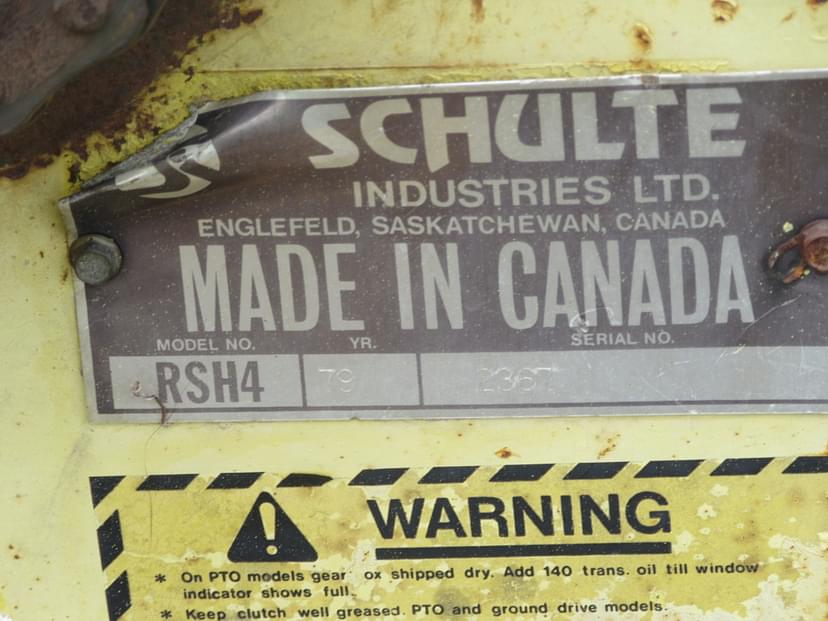 SCHULTE
INDUSTRIES LTD.
ENGLEFELD, SASKATCHEWAN, CANADA
MADE IN CANADA
MODEL NO. YR. SERIAL NO.
RSH4 79 2367
WARNING
* On PTO models gear ox shipped dry. Add 140 trans. oil till window
indicator shows full.
* Keep clutch well greased. PTO and ground drive models.